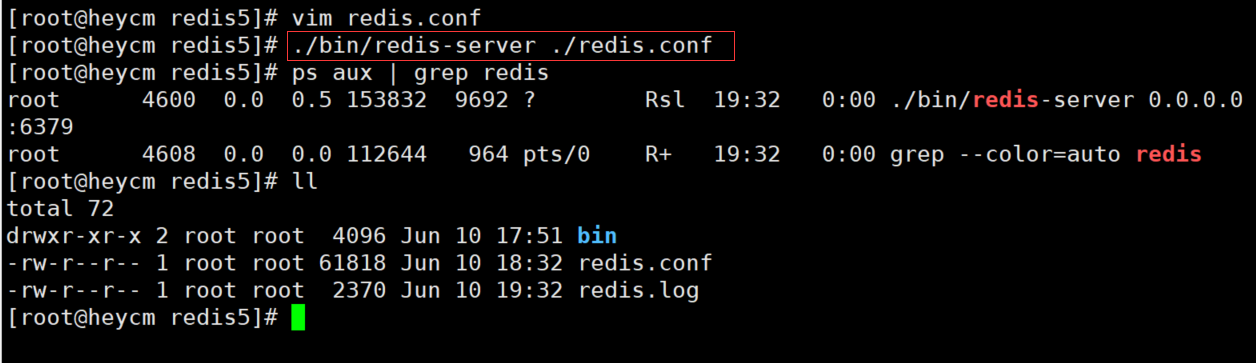 [root@heycm redis5]# vim redis.conf
[root@heycm redis5]# ./bin/redis-server ./redis.conf
[root@heycm redis5]# ps aux | grep redis
root      4600  0.0  0.5 153832  9692 ?        Rsl  19:32   0:00 ./bin/redis-server 0.0.0.0
:6379
root      4608  0.0  0.0 112644   964 pts/0    R+   19:32   0:00 grep --color=auto redis
[root@heycm redis5]# ll
total 72
drwxr-xr-x 2 root root  4096 Jun 10 17:51 bin
-rw-r--r-- 1 root root 61818 Jun 10 18:32 redis.conf
-rw-r--r-- 1 root root  2370 Jun 10 19:32 redis.log
[root@heycm redis5]#